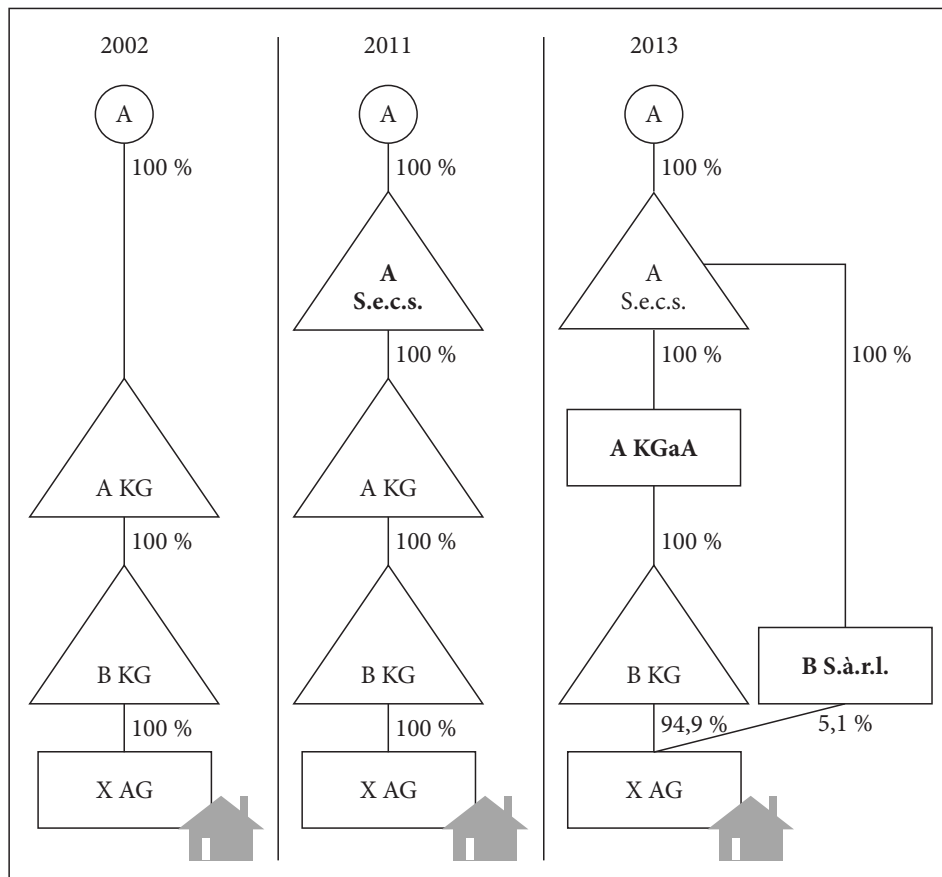 2002
A
100 %
A KG
100 %
B KG
100 %
X AG
2011
A
100 %
A
S.e.c.s.
100 %
A KG
100 %
B KG
100 %
X AG
2013
A
100 %
A
S.e.c.s.
100 %
100 %
A KGaA
100 %
B KG
B S.à.r.l.
94,9 %
5,1 %
X AG